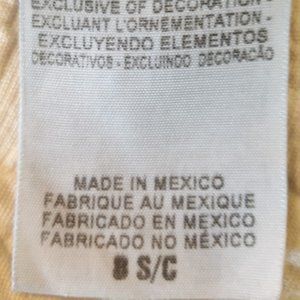 EXCLUSIVE OF DECORATION -
EXCLUANT L'ORNEMENTATION -
EXCLUYENDO ELEMENTOS
DECORATIVOS - EXCLUINDO DECORAÇÃO
MADE IN MEXICO
FABRIQUE AU MEXIQUE
FABRICADO EN MEXICO
FABRICADO NO MÉXICO
8 S/C